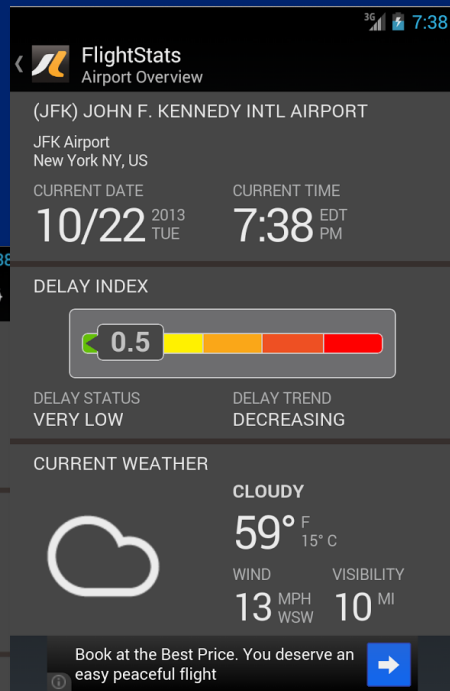 3G
7:38
FlightStats
Airport Overview
(JFK) JOHN F. KENNEDY INTL AIRPORT
JFK Airport
New York NY, US
CURRENT DATE
CURRENT TIME
10/22 2013 TUE
7:38 EDT PM
DELAY INDEX
0.5
DELAY STATUS
DELAY TREND
VERY LOW
DECREASING
CURRENT WEATHER
CLOUDY
59° F
15° C
WIND
VISIBILITY
13 MPH WSW
10 MI
Book at the Best Price. You deserve an
easy peaceful flight